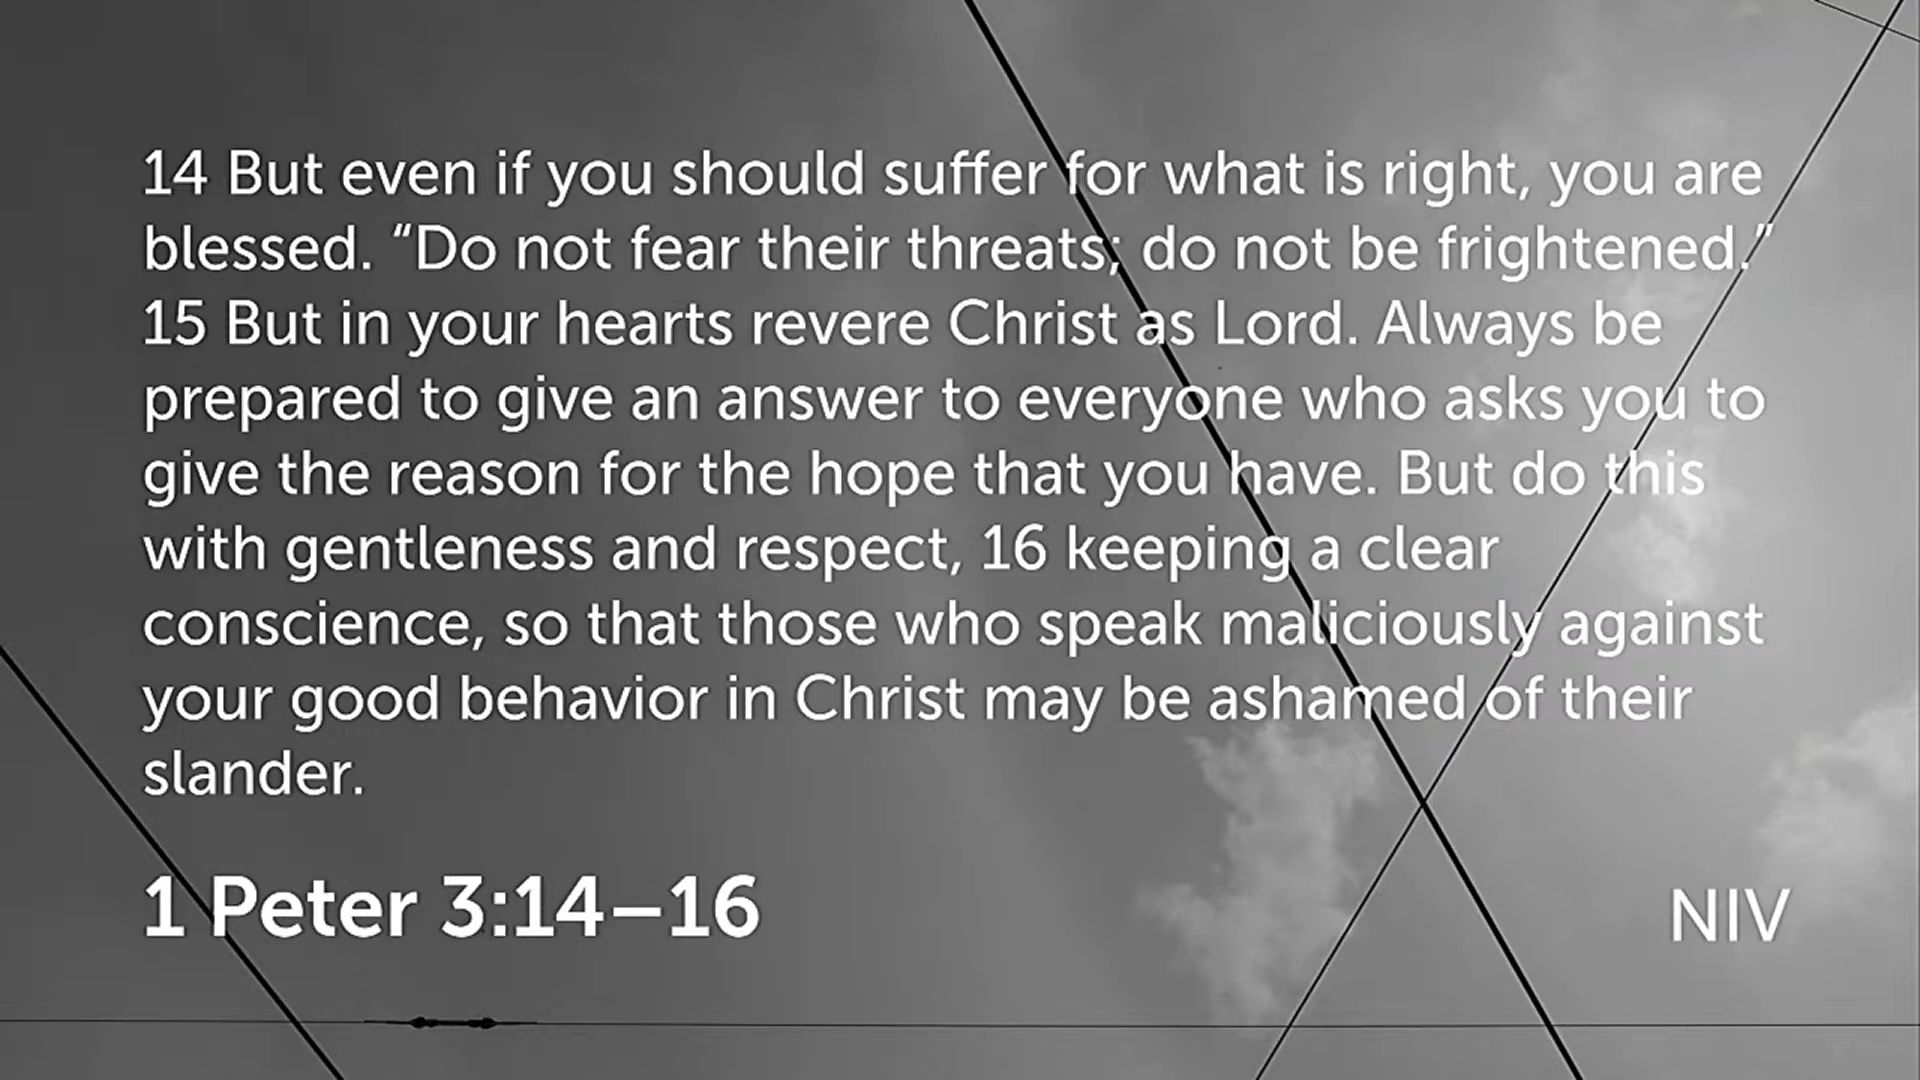 14 But even if you should suffer for what is right, you are
blessed. “Do not fear their threats; do not be frightened.”
15 But in your hearts revere Christ as Lord. Always be
prepared to give an answer to everyone who asks you to
give the reason for the hope that you have. But do this
with gentleness and respect, 16 keeping a clear
conscience, so that those who speak maliciously against
your good behavior in Christ may be ashamed of their
slander.
1 Peter 3:14–16
NIV